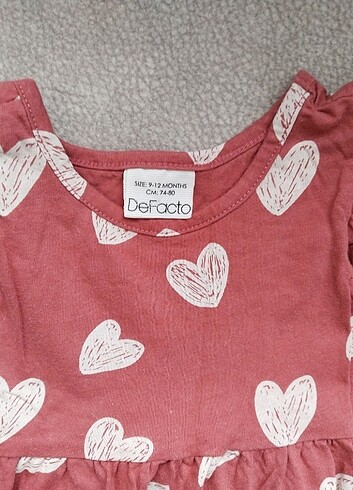 SIZE: 9-12 MONTHS
CM: 74-80
DeFacto